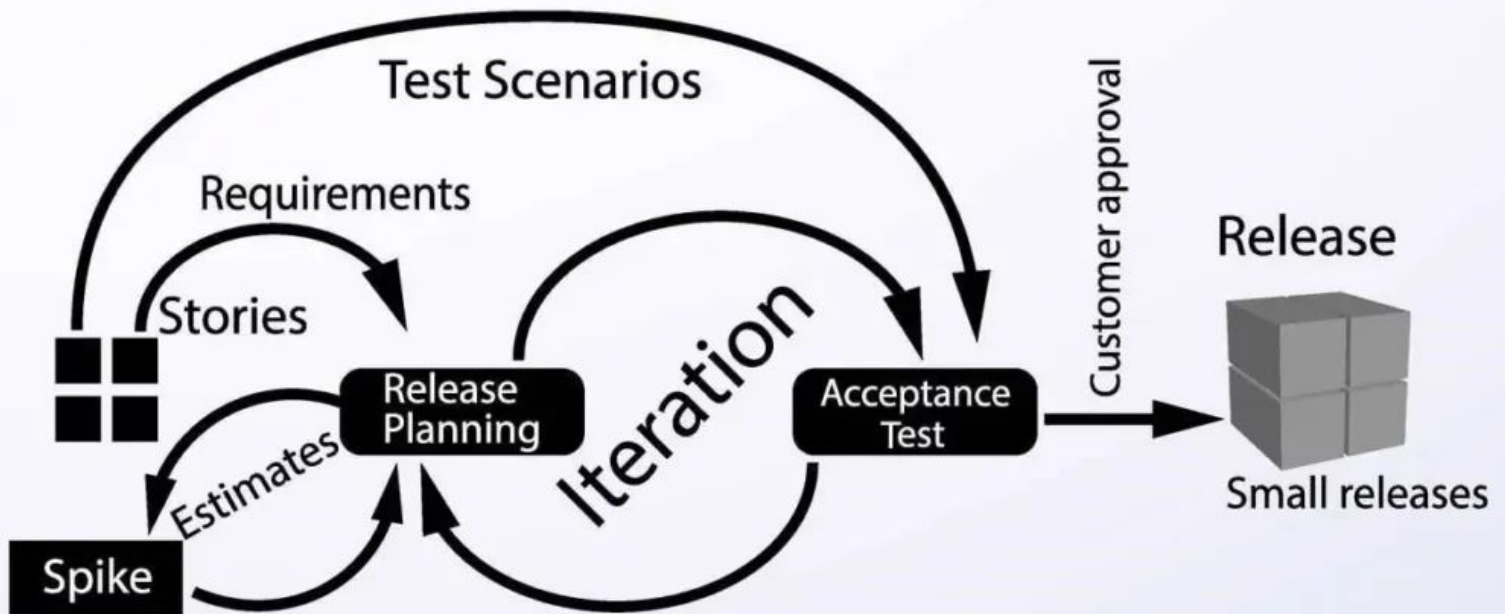 Test Scenarios
Requirements
Customer approval
Release
Stories
Release
Planning
Iteration
Acceptance
Test
Estimates
Small releases
Spike